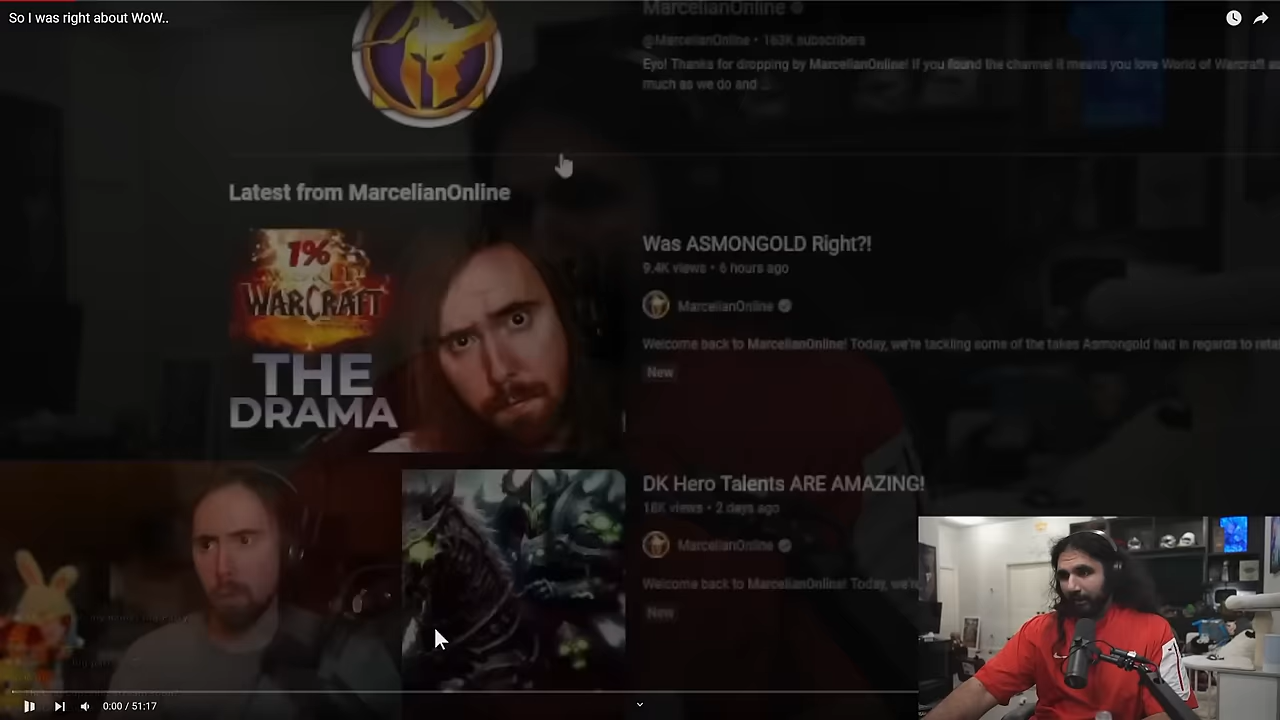 So I was right about WoW..
MarcelianOnline
@MarcelianOnline • 163K subscribers
Eyo! Thanks for dropping by MarcelianOnline! If you found the channel it means you love World of Warcraft as
much as we do and ...
Latest from MarcelianOnline
1%
WARCRAFT
THE
DRAMA
Was ASMONGOLD Right?!
9.4K views • 6 hours ago
MarcelianOnline
Welcome back to MarcelianOnline! Today, we're tackling some of the takes Asmongold had in regards to
New
DK Hero Talents ARE AMAZING!
18K views • 2 days ago
MarcelianOnline
Welcome back to MarcelianOnline! Today, we're
New
0:00 / 51:17